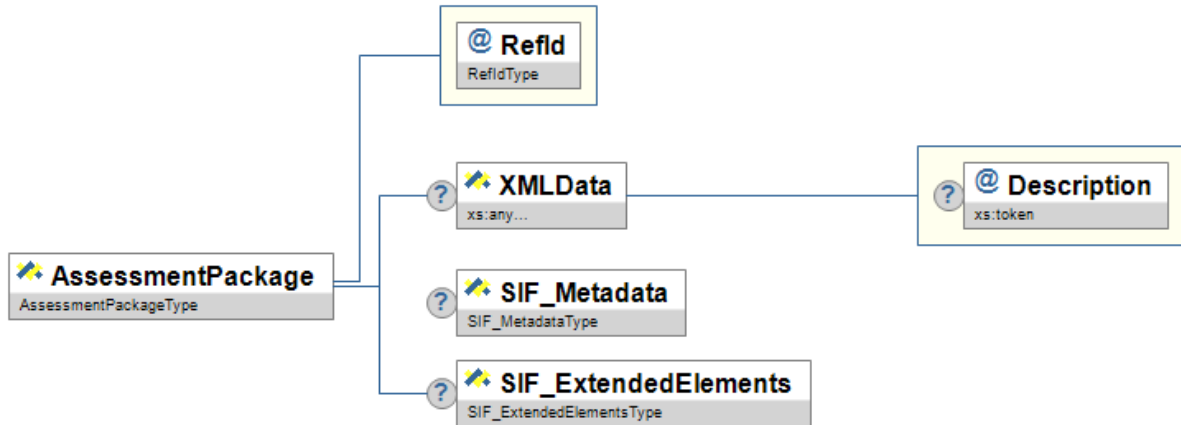 @ RefId
RefIdType
? XMLData
xs:any...
? @ Description
xs:token
AssessmentPackage
AssessmentPackageType
? SIF_Metadata
SIF_MetadataType
? SIF_ExtendedElements
SIF_ExtendedElementsType